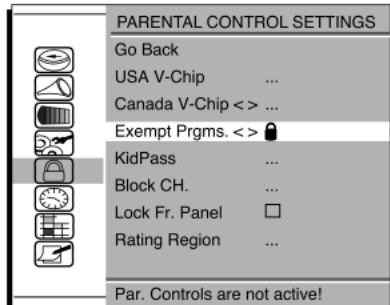 PARENTAL CONTROL SETTINGS
Go Back
USA V-Chip ...
Canada V-Chip < > ...
Exempt Prgms. < >
KidPass ...
Block CH. ...
Lock Fr. Panel
Rating Region ...
Par. Controls are not active!